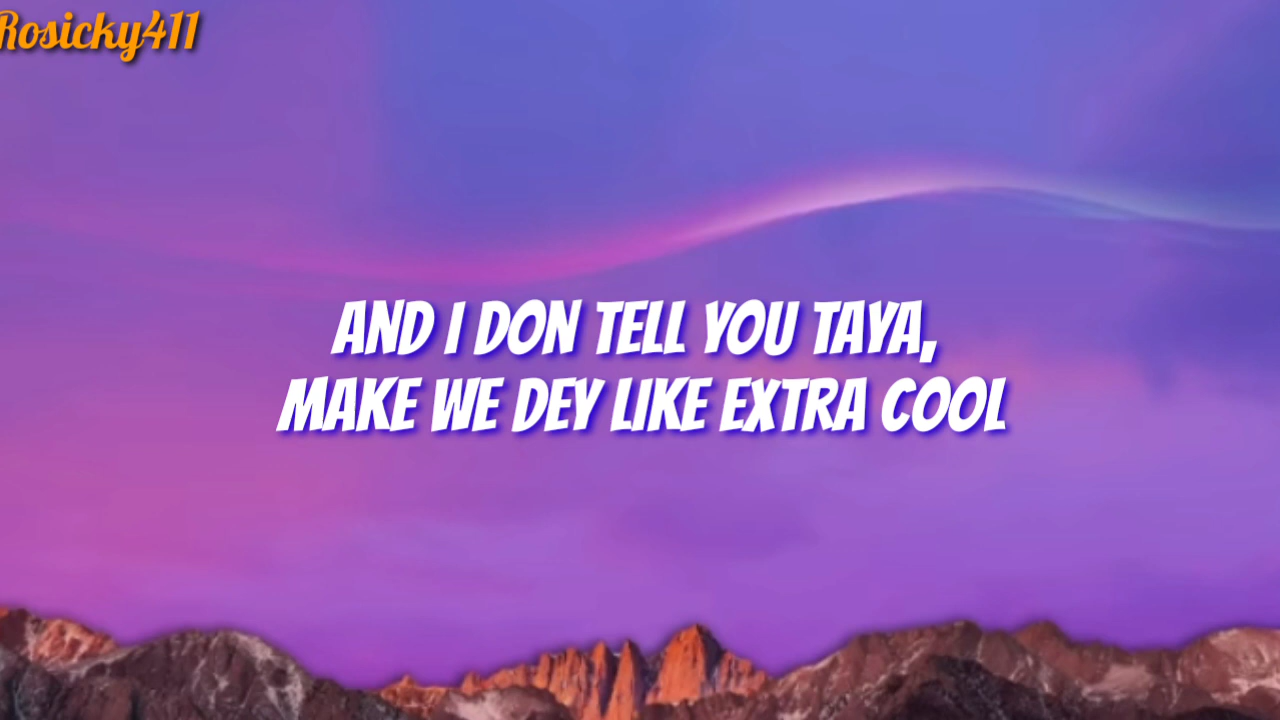 Rosicky411
AND I DON TELL YOU TAYA,
MAKE WE DEY LIKE EXTRA COOL